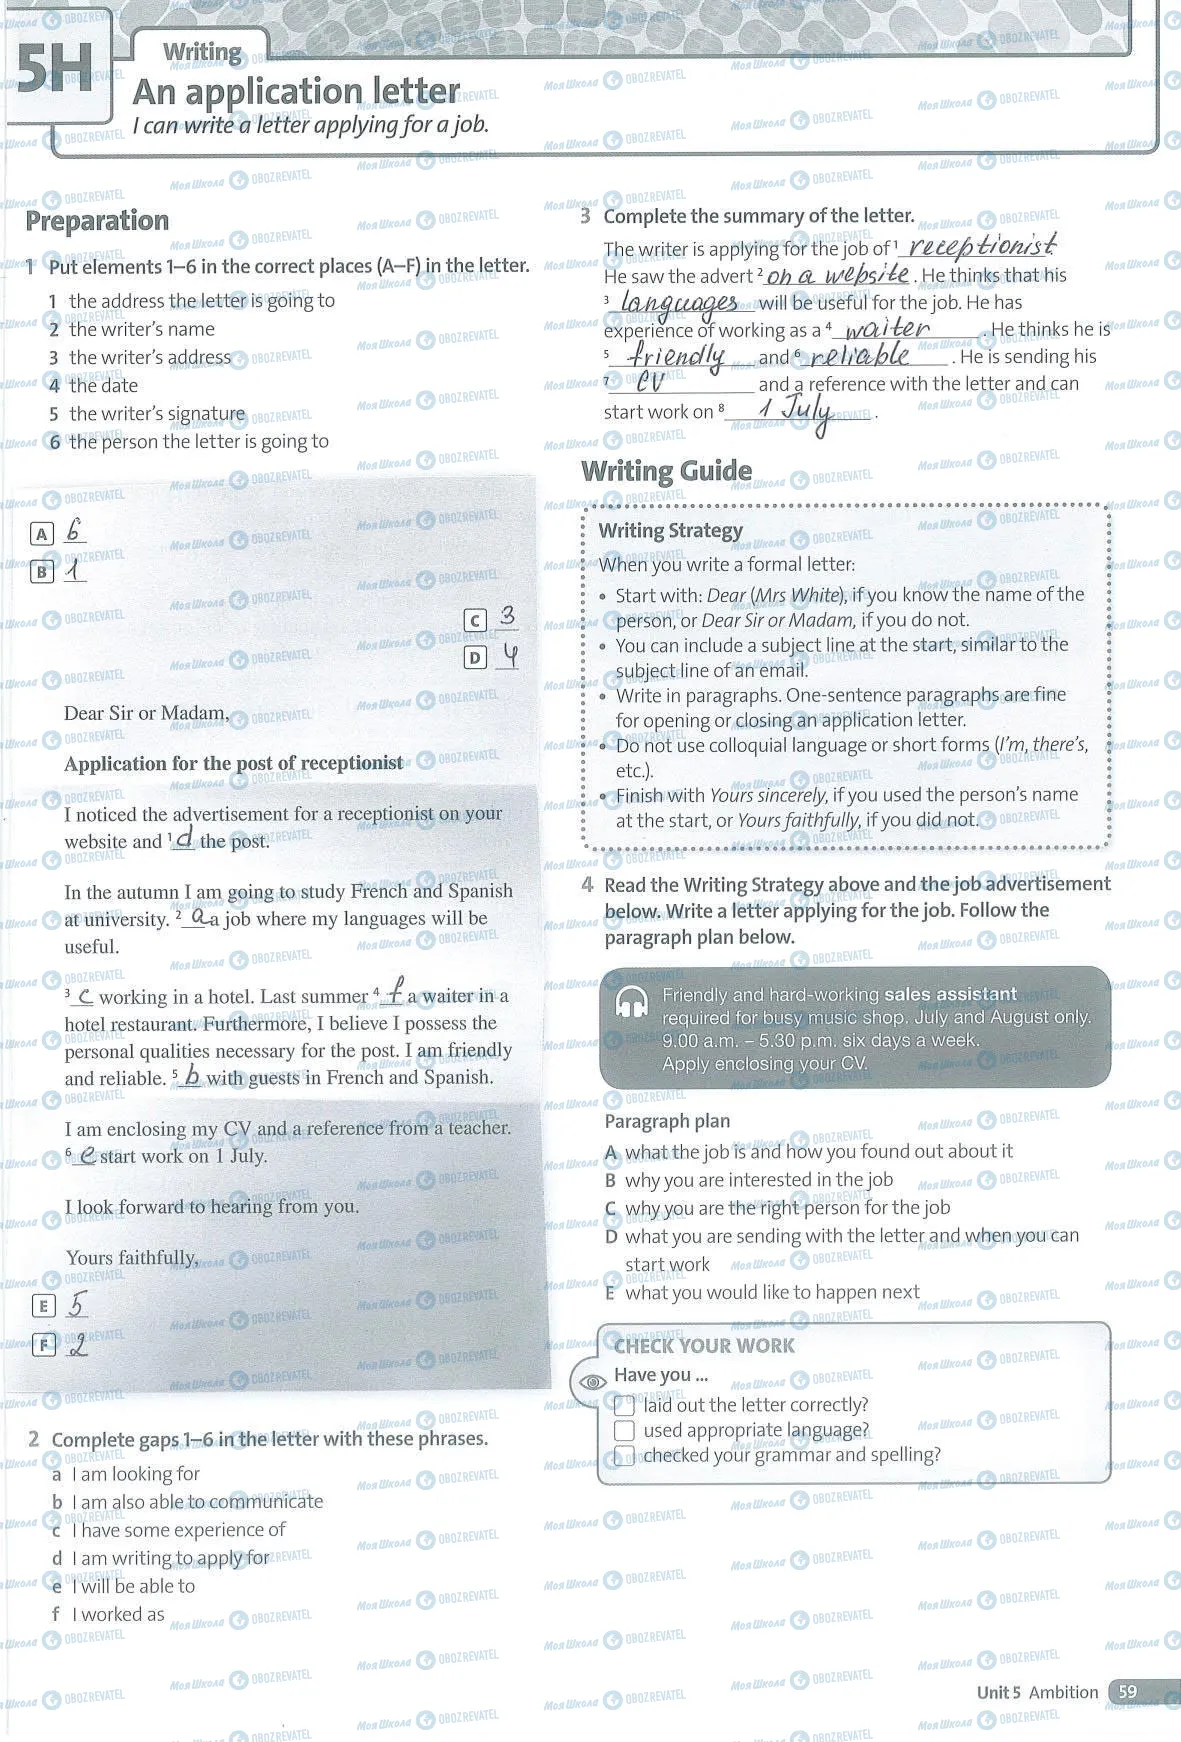 5H
Writing
An application letter
I can write a letter applying for a job.
Preparation
1 Put elements 1–6 in the correct places (A–F) in the letter.
1 the address the letter is going to
2 the writer's name
3 the writer's address
4 the date
5 the writer's signature
6 the person the letter is going to
A 6
B 1
C 3
D 4
Dear Sir or Madam,
Application for the post of receptionist
I noticed the advertisement for a receptionist on your
website and 1 d the post.
In the autumn I am going to study French and Spanish
at university. 2 a a job where my languages will be
useful.
3 c working in a hotel. Last summer 4 f a waiter in a
hotel restaurant. Furthermore, I believe I possess the
personal qualities necessary for the post. I am friendly
and reliable. 5 b with guests in French and Spanish.
I am enclosing my CV and a reference from a teacher.
6 e start work on 1 July.
I look forward to hearing from you.
Yours faithfully,
E 5
F 2
2 Complete gaps 1–6 in the letter with these phrases.
a I am looking for
b I am also able to communicate
c I have some experience of
d I am writing to apply for
e I will be able to
f I worked as
3 Complete the summary of the letter.
The writer is applying for the job of 1 receptionist.
He saw the advert 2 on a website. He thinks that his
3 languages will be useful for the job. He has
experience of working as a 4 waiter. He thinks he is
5 friendly and 6 reliable. He is sending his
7 CV and a reference with the letter and can
start work on 8 1 July.
Writing Guide
Writing Strategy
When you write a formal letter:
• Start with: Dear (Mrs White), if you know the name of the
person, or Dear Sir or Madam, if you do not.
• You can include a subject line at the start, similar to the
subject line of an email.
• Write in paragraphs. One-sentence paragraphs are fine
for opening or closing an application letter.
• Do not use colloquial language or short forms (I'm, there's,
etc.).
• Finish with Yours sincerely, if you used the person's name
at the start, or Yours faithfully, if you did not.
4 Read the Writing Strategy above and the job advertisement
below. Write a letter applying for the job. Follow the
paragraph plan below.
Friendly and hard-working sales assistant
required for busy music shop. July and August only.
9.00 a.m. – 5.30 p.m. six days a week.
Apply enclosing your CV.
Paragraph plan
A what the job is and how you found out about it
B why you are interested in the job
C why you are the right person for the job
D what you are sending with the letter and when you can
start work
E what you would like to happen next
CHECK YOUR WORK
Have you ...
laid out the letter correctly?
used appropriate language?
checked your grammar and spelling?
Unit 5 Ambition 59
Моя Школа OBOZREVATEL